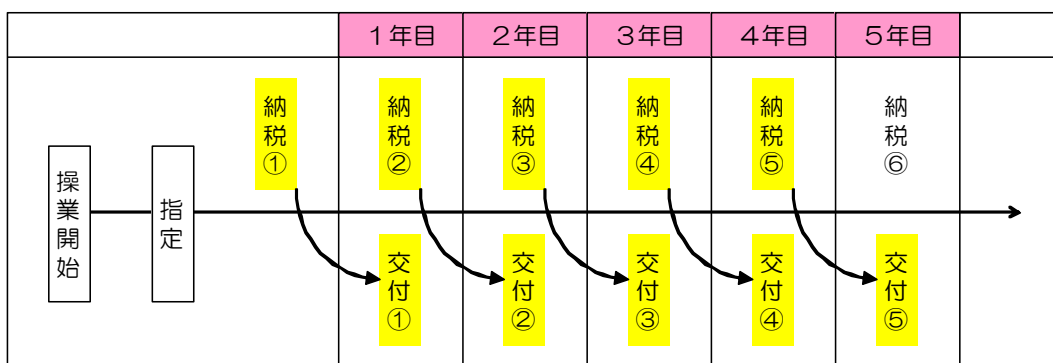 １年目
２年目
３年目
４年目
５年目
納税①
納税②
納税③
納税④
納税⑤
納税⑥
操業開始
指定
交付①
交付②
交付③
交付④
交付⑤